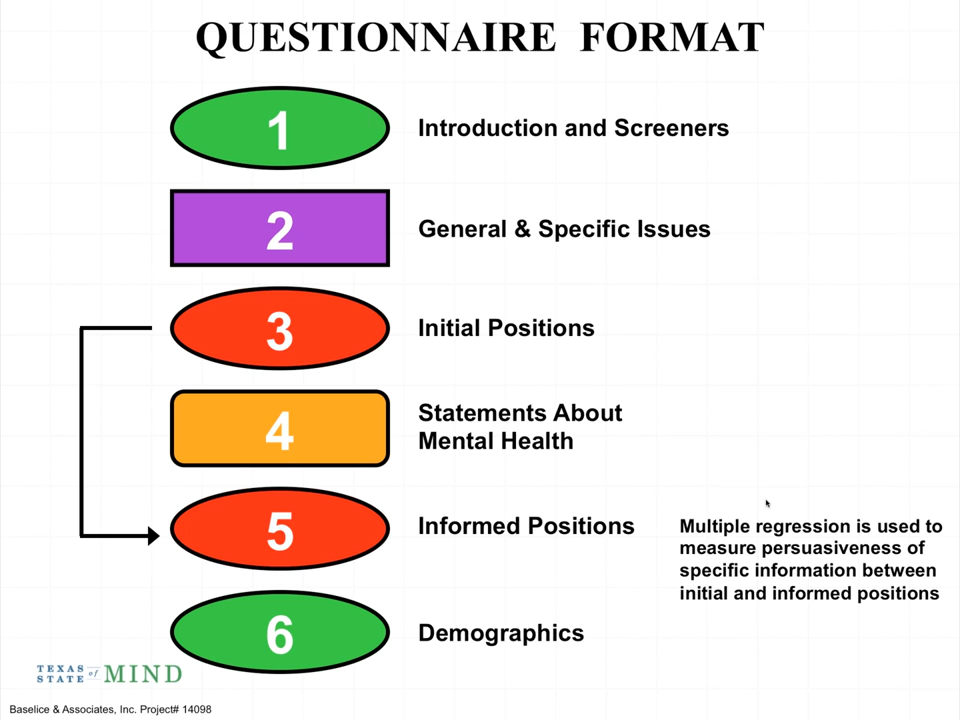 QUESTIONNAIRE FORMAT
1
Introduction and Screeners
2
General & Specific Issues
3
Initial Positions
4
Statements About
Mental Health
5
Informed Positions
Multiple regression is used to
measure persuasiveness of
specific information between
initial and informed positions
6
Demographics
TEXAS
STATE of MIND
Baselice & Associates, Inc. Project# 14098